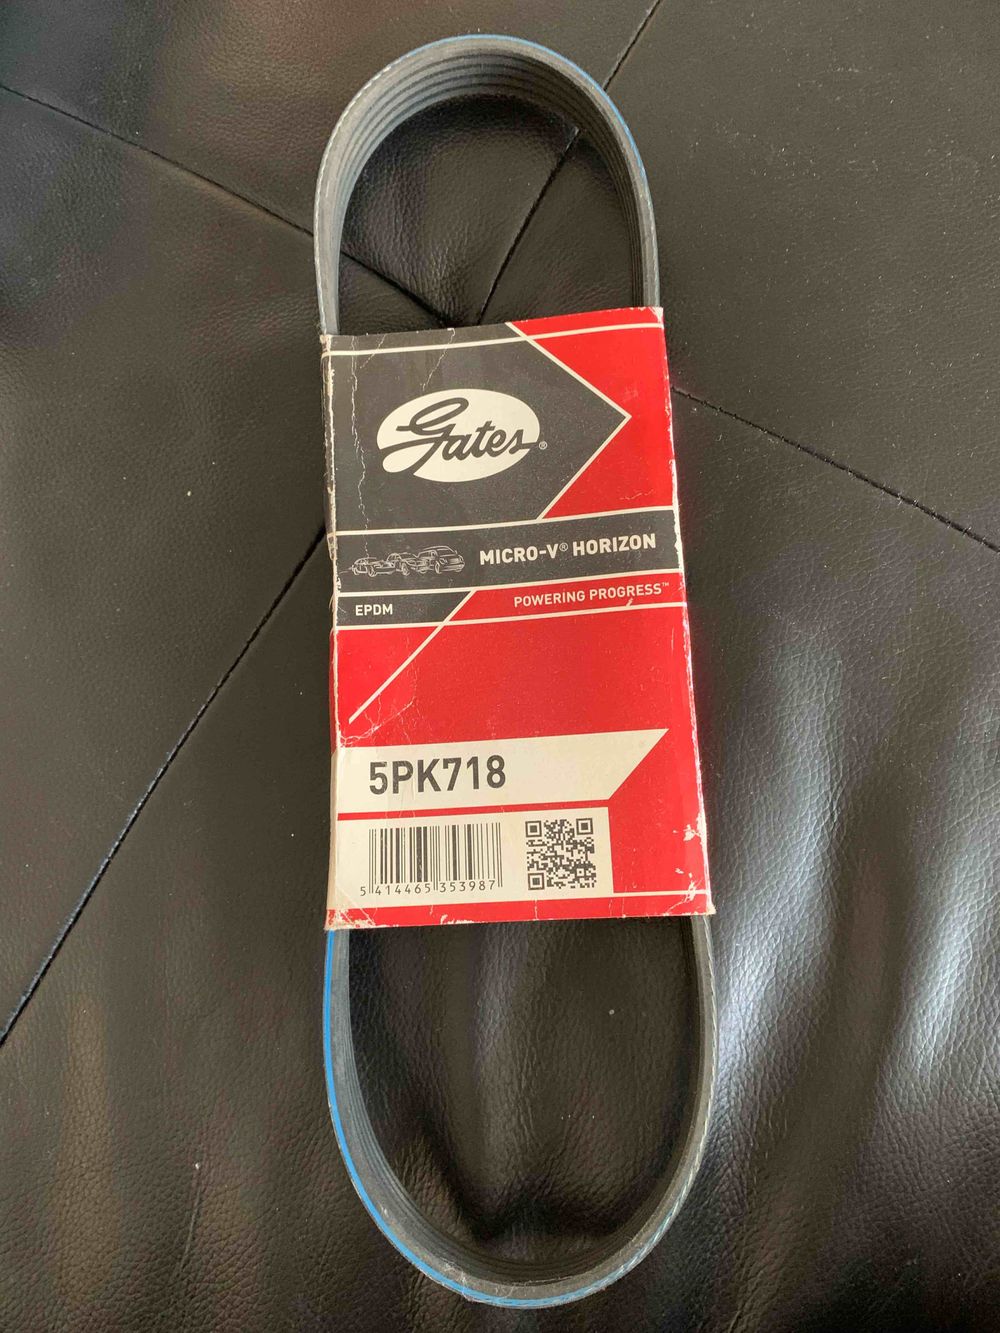 Gates®
MICRO-V® HORIZON
EPDM
POWERING PROGRESS™
5PK718
5 414465 353987